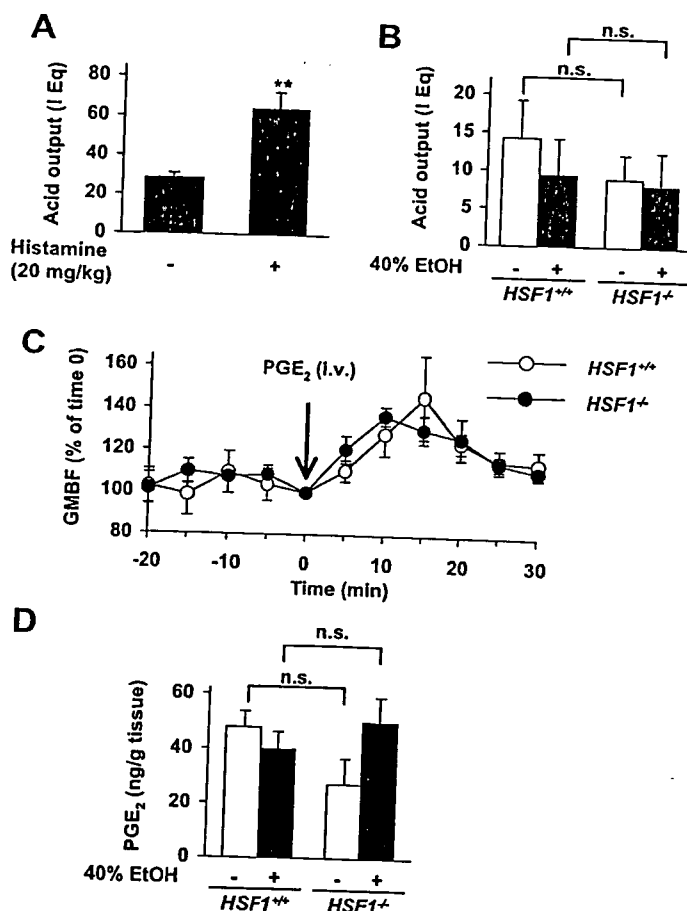 A
Acid output (l Eq)
80
60
40
20
0
**
Histamine
(20 mg/kg)
- +
B
Acid output (l Eq)
20
15
10
5
0
n.s.
n.s.
40% EtOH
- + - +
HSF1+/+ HSF1-/-
C
GMBF (% of time 0)
160
140
120
100
80
PGE2 (i.v.)
HSF1+/+
HSF1-/-
-20 -10 0 10 20 30
Time (min)
D
PGE2 (ng/g tissue)
60
40
20
0
n.s.
n.s.
40% EtOH
- + - +
HSF1+/+ HSF1-/-